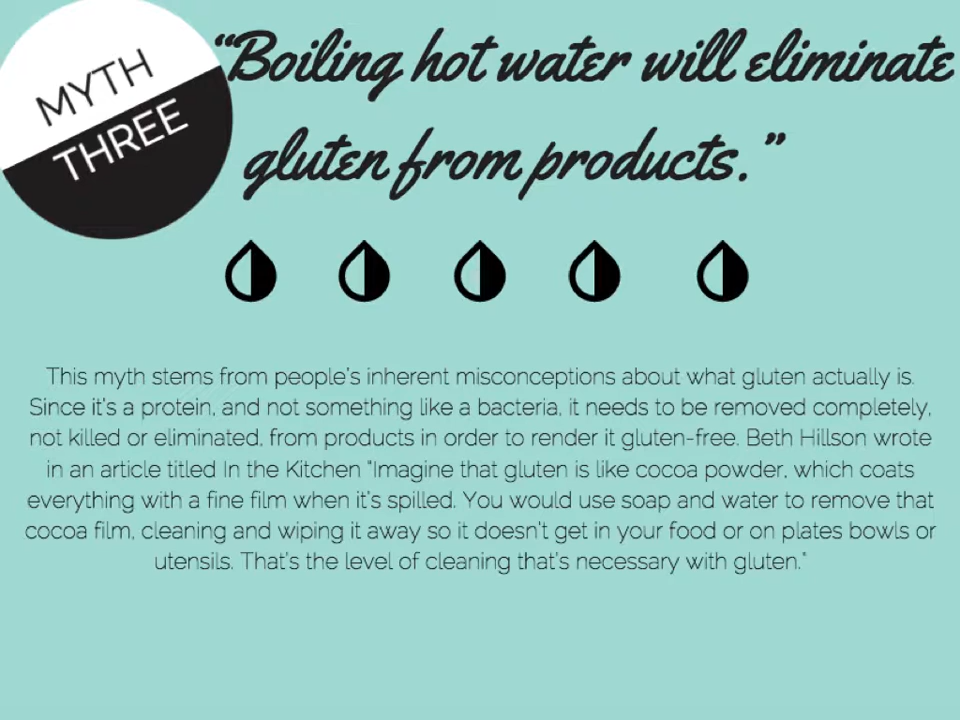 MYTH
THREE
“Boiling hot water will eliminate
gluten from products.”
This myth stems from people's inherent misconceptions about what gluten actually is.
Since it's a protein, and not something like a bacteria, it needs to be removed completely,
not killed or eliminated, from products in order to render it gluten-free. Beth Hillson wrote
in an article titled In the Kitchen "Imagine that gluten is like cocoa powder, which coats
everything with a fine film when it's spilled. You would use soap and water to remove that
cocoa film, cleaning and wiping it away so it doesn't get in your food or on plates bowls or
utensils. That's the level of cleaning that's necessary with gluten."